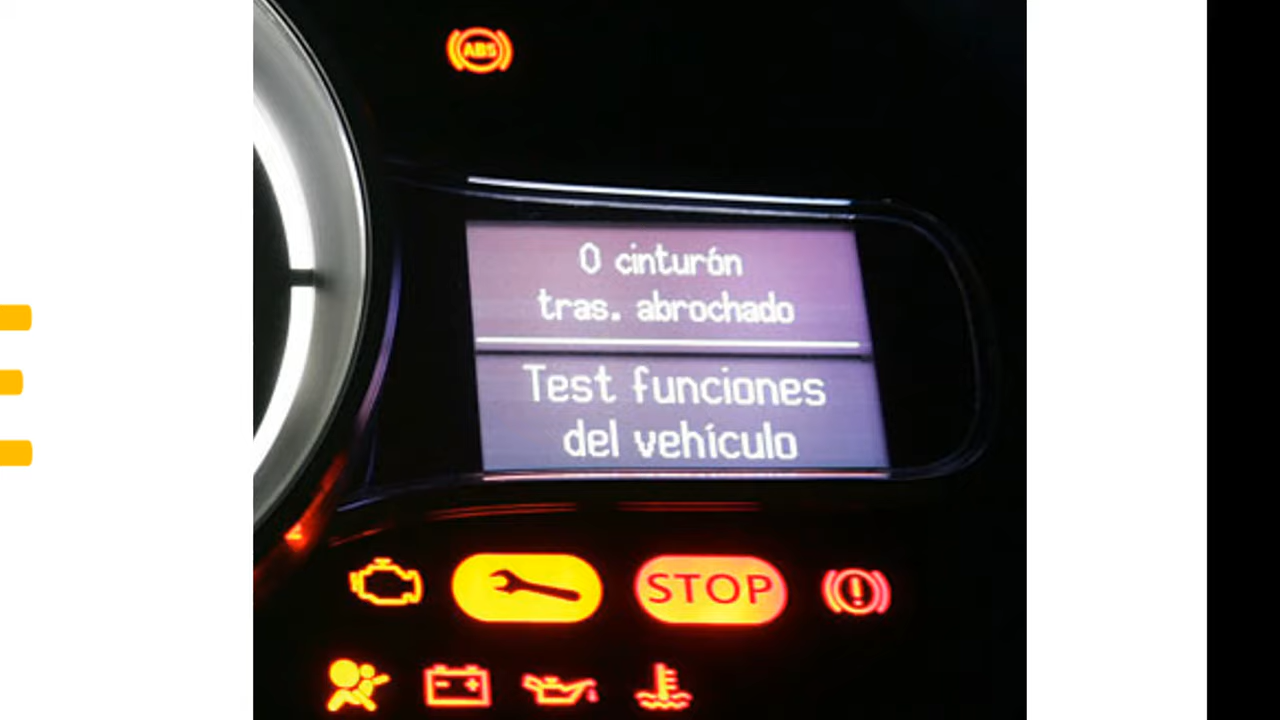 ABS
0 cinturón
tras. abrochado
Test funciones
del vehículo
STOP